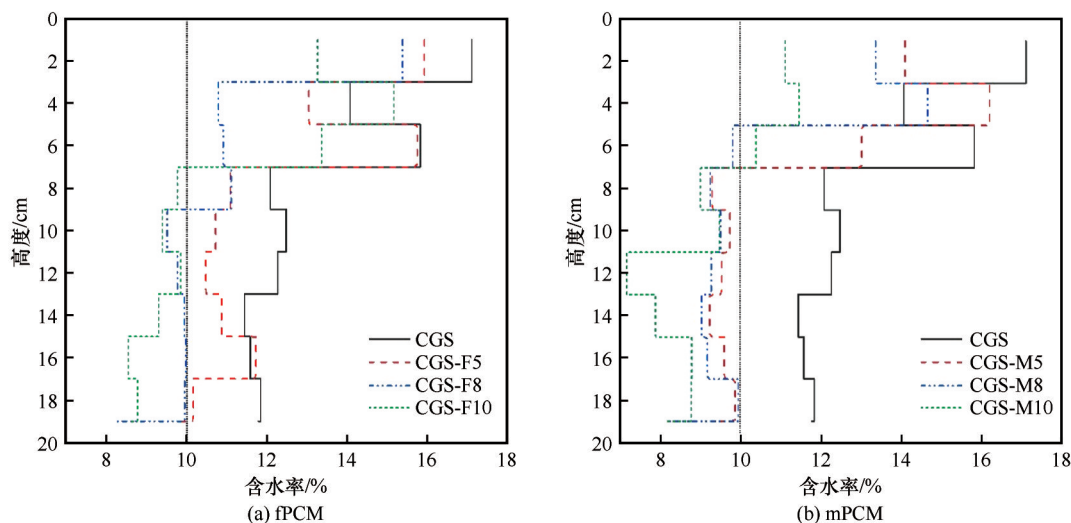 0
2
4
6
8
10
12
14
16
18
20
高度/cm
CGS
CGS-F5
CGS-F8
CGS-F10
8 10 12 14 16 18
含水率/%
(a) fPCM
0
2
4
6
8
10
12
14
16
18
20
高度/cm
CGS
CGS-M5
CGS-M8
CGS-M10
8 10 12 14 16 18
含水率/%
(b) mPCM